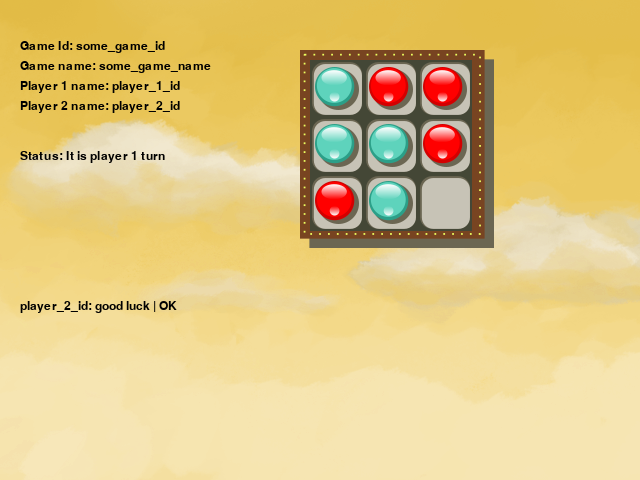 Game Id: some_game_id
Game name: some_game_name
Player 1 name: player_1_id
Player 2 name: player_2_id
Status: It is player 1 turn
player_2_id: good luck | OK